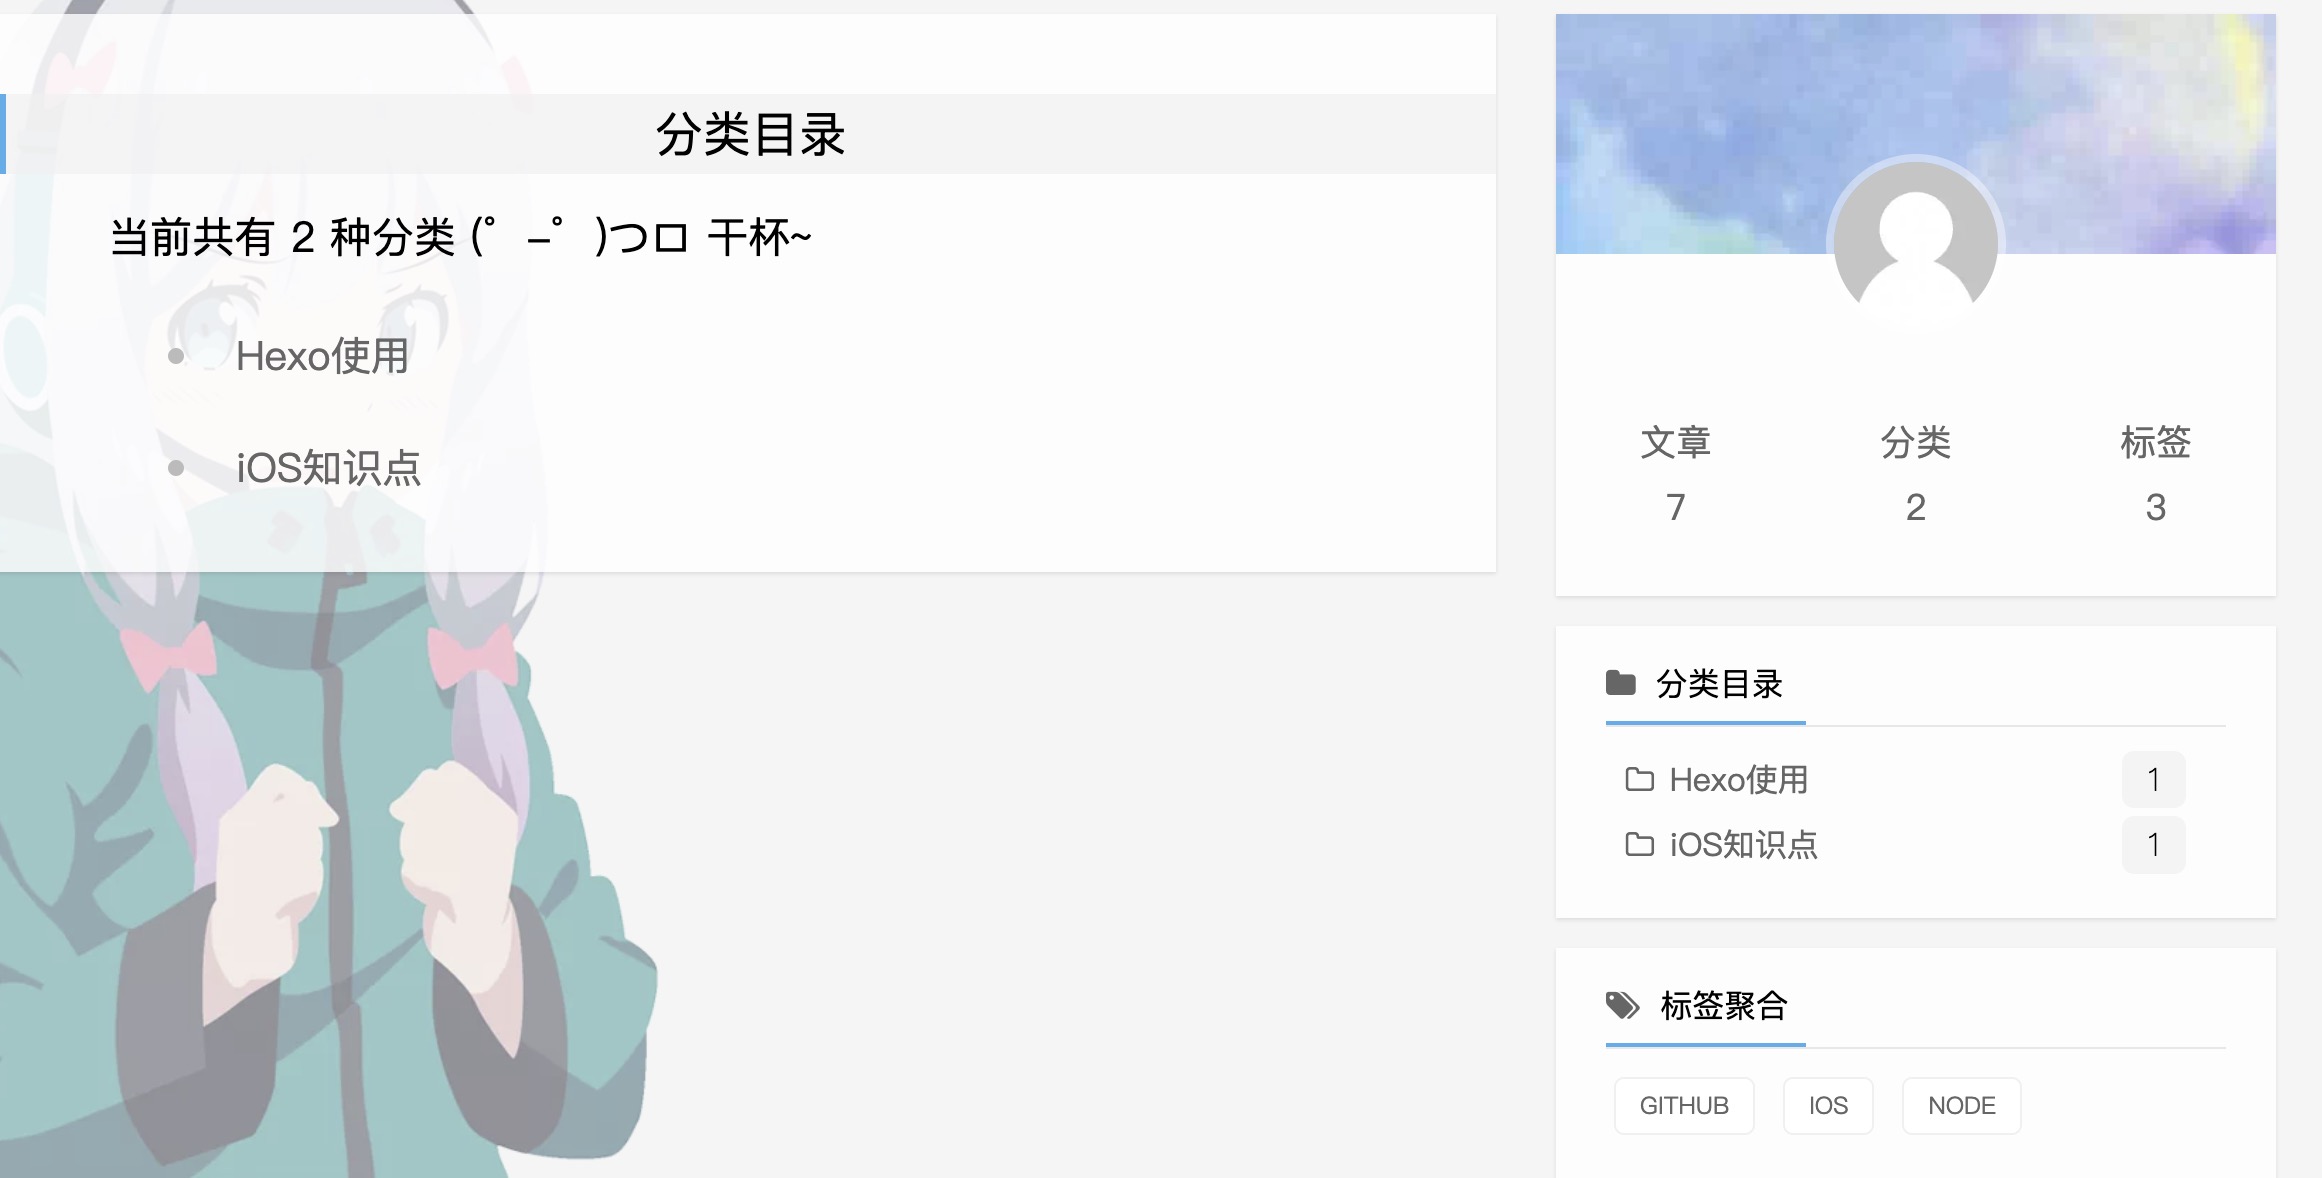 分类目录
当前共有 2 种分类 (゜-゜)つロ 干杯~
Hexo使用
iOS知识点
文章 分类 标签
7 2 3
分类目录
Hexo使用 1
iOS知识点 1
标签聚合
GITHUB IOS NODE